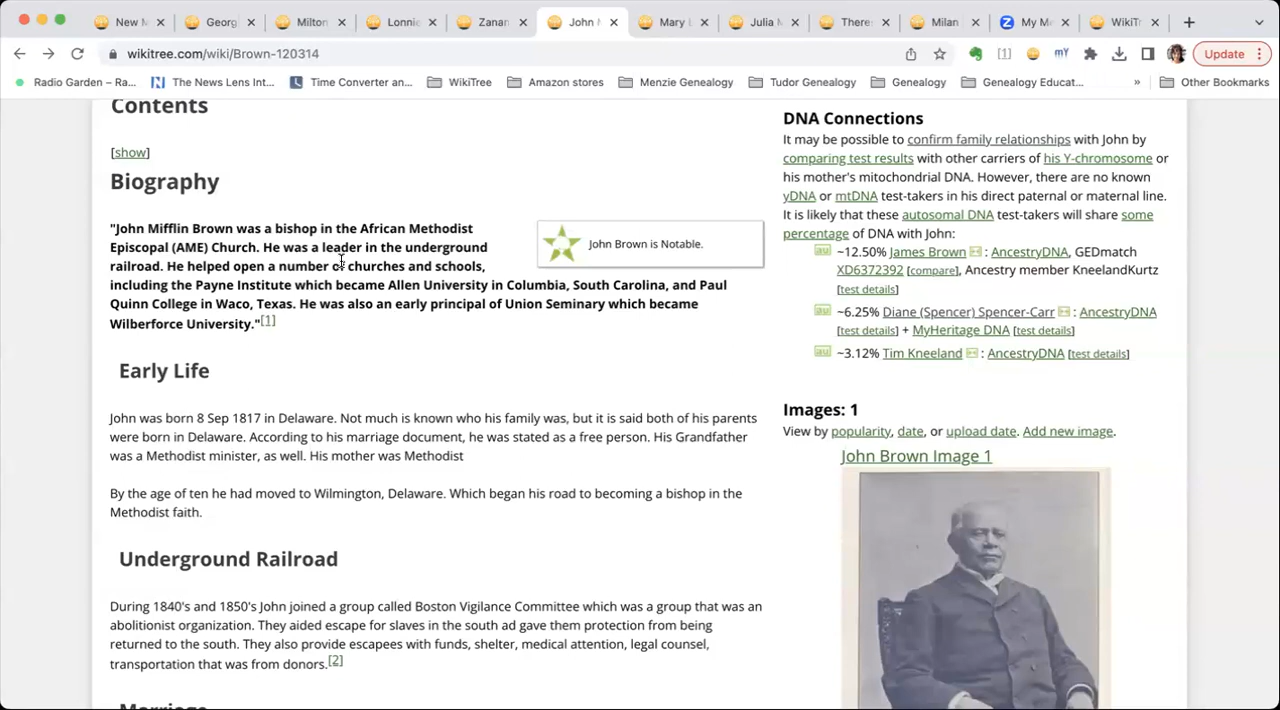 New M
Georgi
Milton
Lonnie
Zanan
John M
Mary L
Julia M
There
Milan
My Me
WikiTr
wikitree.com/wiki/Brown-120314
Update
Radio Garden – Ra...
The News Lens Int...
Time Converter an...
WikiTree
Amazon stores
Menzie Genealogy
Tudor Genealogy
Genealogy
Genealogy Educat...
»
Other Bookmarks
Contents
[show]
Biography
"John Mifflin Brown was a bishop in the African Methodist
Episcopal (AME) Church. He was a leader in the underground
railroad. He helped open a number of churches and schools,
including the Payne Institute which became Allen University in Columbia, South Carolina, and Paul
Quinn College in Waco, Texas. He was also an early principal of Union Seminary which became
Wilberforce University."[1]
John Brown is Notable.
Early Life
John was born 8 Sep 1817 in Delaware. Not much is known who his family was, but it is said both of his parents
were born in Delaware. According to his marriage document, he was stated as a free person. His Grandfather
was a Methodist minister, as well. His mother was Methodist
By the age of ten he had moved to Wilmington, Delaware. Which began his road to becoming a bishop in the
Methodist faith.
Underground Railroad
During 1840's and 1850's John joined a group called Boston Vigilance Committee which was a group that was an
abolitionist organization. They aided escape for slaves in the south ad gave them protection from being
returned to the south. They also provide escapees with funds, shelter, medical attention, legal counsel,
transportation that was from donors.[2]
Marriage
DNA Connections
It may be possible to confirm family relationships with John by
comparing test results with other carriers of his Y-chromosome or
his mother's mitochondrial DNA. However, there are no known
yDNA or mtDNA test-takers in his direct paternal or maternal line.
It is likely that these autosomal DNA test-takers will share some
percentage of DNA with John:
au ~12.50% James Brown : AncestryDNA, GEDmatch
XD6372392 [compare], Ancestry member KneelandKurtz
[test details]
au ~6.25% Diane (Spencer) Spencer-Carr : AncestryDNA
[test details] + MyHeritage DNA [test details]
au ~3.12% Tim Kneeland : AncestryDNA [test details]
Images: 1
View by popularity, date, or upload date. Add new image.
John Brown Image 1